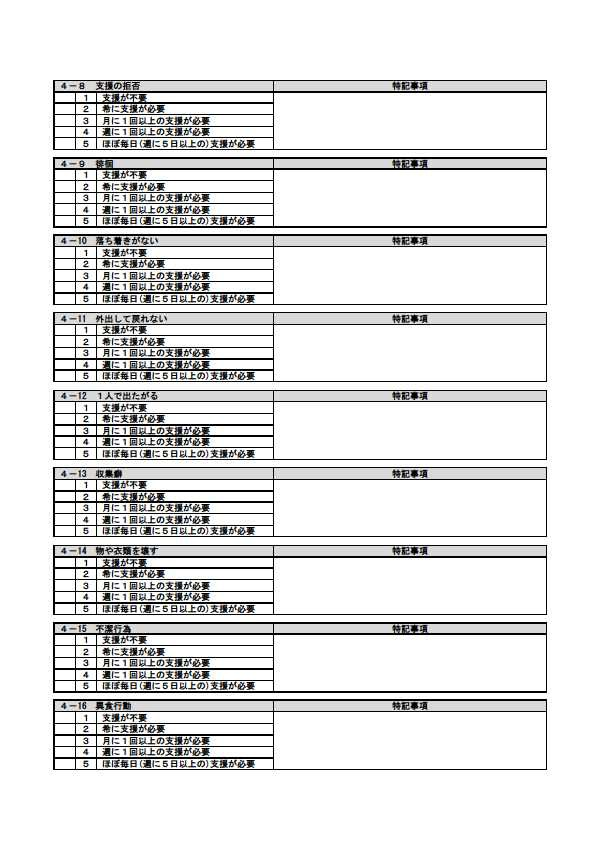 ４－８　支援の拒否　特記事項
１　支援が不要
２　希に支援が必要
３　月に１回以上の支援が必要
４　週に１回以上の支援が必要
５　ほぼ毎日（週に５日以上の）支援が必要
４－９　徘徊　特記事項
１　支援が不要
２　希に支援が必要
３　月に１回以上の支援が必要
４　週に１回以上の支援が必要
５　ほぼ毎日（週に５日以上の）支援が必要
４－10　落ち着きがない　特記事項
１　支援が不要
２　希に支援が必要
３　月に１回以上の支援が必要
４　週に１回以上の支援が必要
５　ほぼ毎日（週に５日以上の）支援が必要
４－11　外出して戻れない　特記事項
１　支援が不要
２　希に支援が必要
３　月に１回以上の支援が必要
４　週に１回以上の支援が必要
５　ほぼ毎日（週に５日以上の）支援が必要
４－12　１人で出たがる　特記事項
１　支援が不要
２　希に支援が必要
３　月に１回以上の支援が必要
４　週に１回以上の支援が必要
５　ほぼ毎日（週に５日以上の）支援が必要
４－13　収集癖　特記事項
１　支援が不要
２　希に支援が必要
３　月に１回以上の支援が必要
４　週に１回以上の支援が必要
５　ほぼ毎日（週に５日以上の）支援が必要
４－14　物や衣類を壊す　特記事項
１　支援が不要
２　希に支援が必要
３　月に１回以上の支援が必要
４　週に１回以上の支援が必要
５　ほぼ毎日（週に５日以上の）支援が必要
４－15　不潔行為　特記事項
１　支援が不要
２　希に支援が必要
３　月に１回以上の支援が必要
４　週に１回以上の支援が必要
５　ほぼ毎日（週に５日以上の）支援が必要
４－16　異食行動　特記事項
１　支援が不要
２　希に支援が必要
３　月に１回以上の支援が必要
４　週に１回以上の支援が必要
５　ほぼ毎日（週に５日以上の）支援が必要